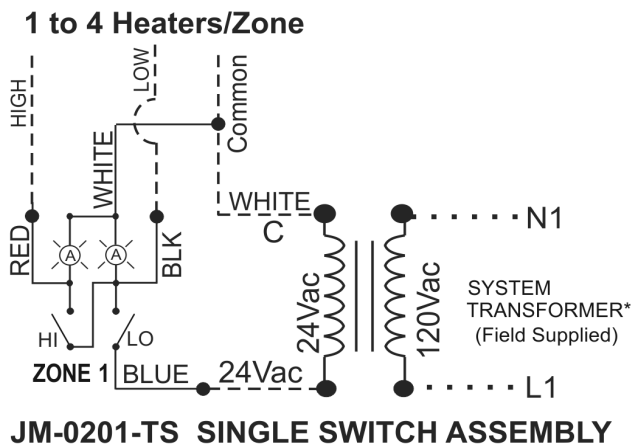 1 to 4 Heaters/Zone
HIGH
LOW
Common
WHITE
WHITE
C
N1
RED
A
A
BLK
24Vac
120Vac
SYSTEM
TRANSFORMER*
(Field Supplied)
HI
LO
ZONE 1
BLUE
24Vac
L1
JM-0201-TS SINGLE SWITCH ASSEMBLY